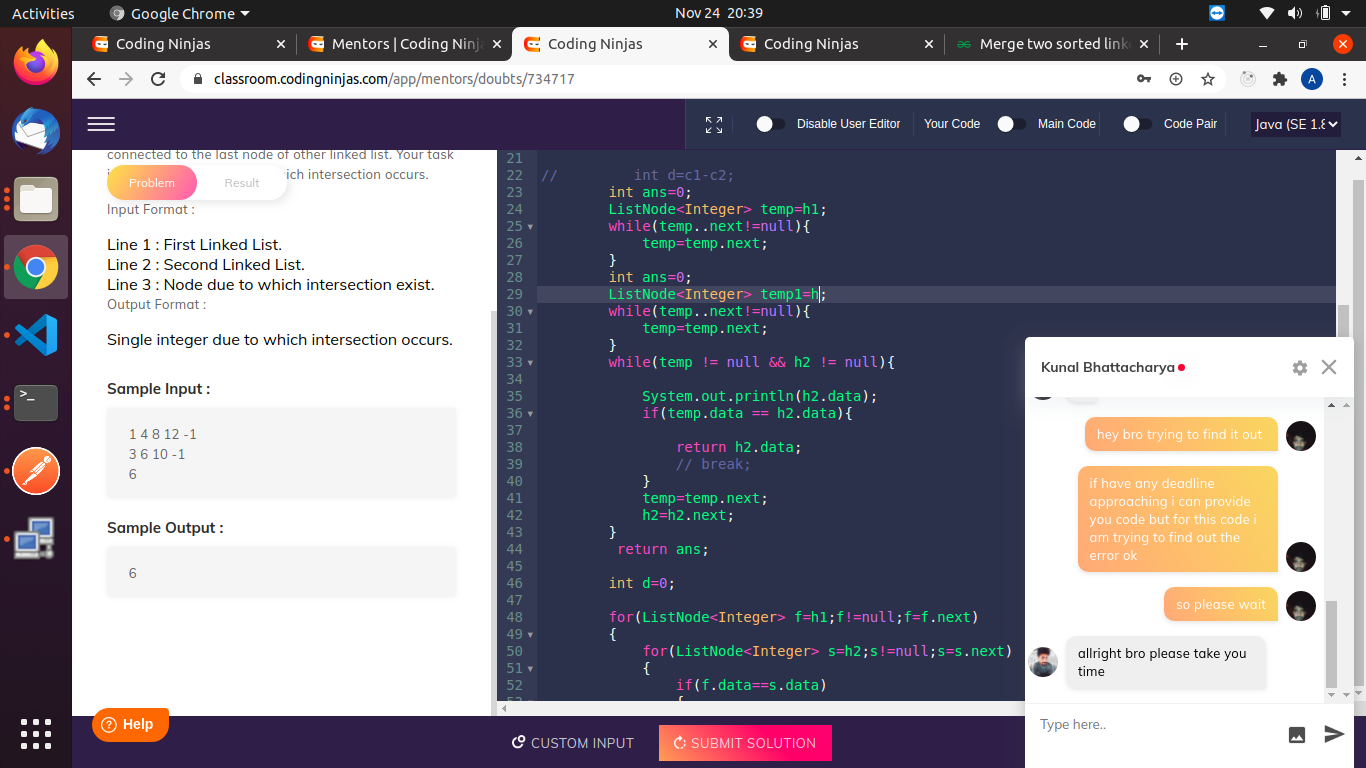 Activities
Google Chrome
Nov 24 20:39
Coding Ninjas
Mentors | Coding Ninj
Coding Ninjas
Coding Ninjas
Merge two sorted link
classroom.codingninjas.com/app/mentors/doubts/734717
A
Disable User Editor
Your Code
Main Code
Code Pair
Java (SE 1.8
connected to the last node of other linked list. Your task
ich intersection occurs.
Problem
Result
Input Format :
Line 1 : First Linked List.
Line 2 : Second Linked List.
Line 3 : Node due to which intersection exist.
Output Format :
Single integer due to which intersection occurs.
Sample Input :
1 4 8 12 -1
3 6 10 -1
6
Sample Output :
6
Help
21
22 // int d=c1-c2;
23 int ans=0;
24 ListNode<Integer> temp=h1;
25 while(temp..next!=null){
26 temp=temp.next;
27 }
28 int ans=0;
29 ListNode<Integer> temp1=h;
30 while(temp..next!=null){
31 temp=temp.next;
32 }
33 while(temp != null && h2 != null){
34
35 System.out.println(h2.data);
36 if(temp.data == h2.data){
37
38 return h2.data;
39 // break;
40 }
41 temp=temp.next;
42 h2=h2.next;
43 }
44 return ans;
45
46 int d=0;
47
48 for(ListNode<Integer> f=h1;f!=null;f=f.next)
49 {
50 for(ListNode<Integer> s=h2;s!=null;s=s.next)
51 {
52 if(f.data==s.data)
CUSTOM INPUT
SUBMIT SOLUTION
Kunal Bhattacharya
hey bro trying to find it out
if have any deadline
approaching i can provide
you code but for this code i
am trying to find out the
error ok
so please wait
allright bro please take you
time
Type here..